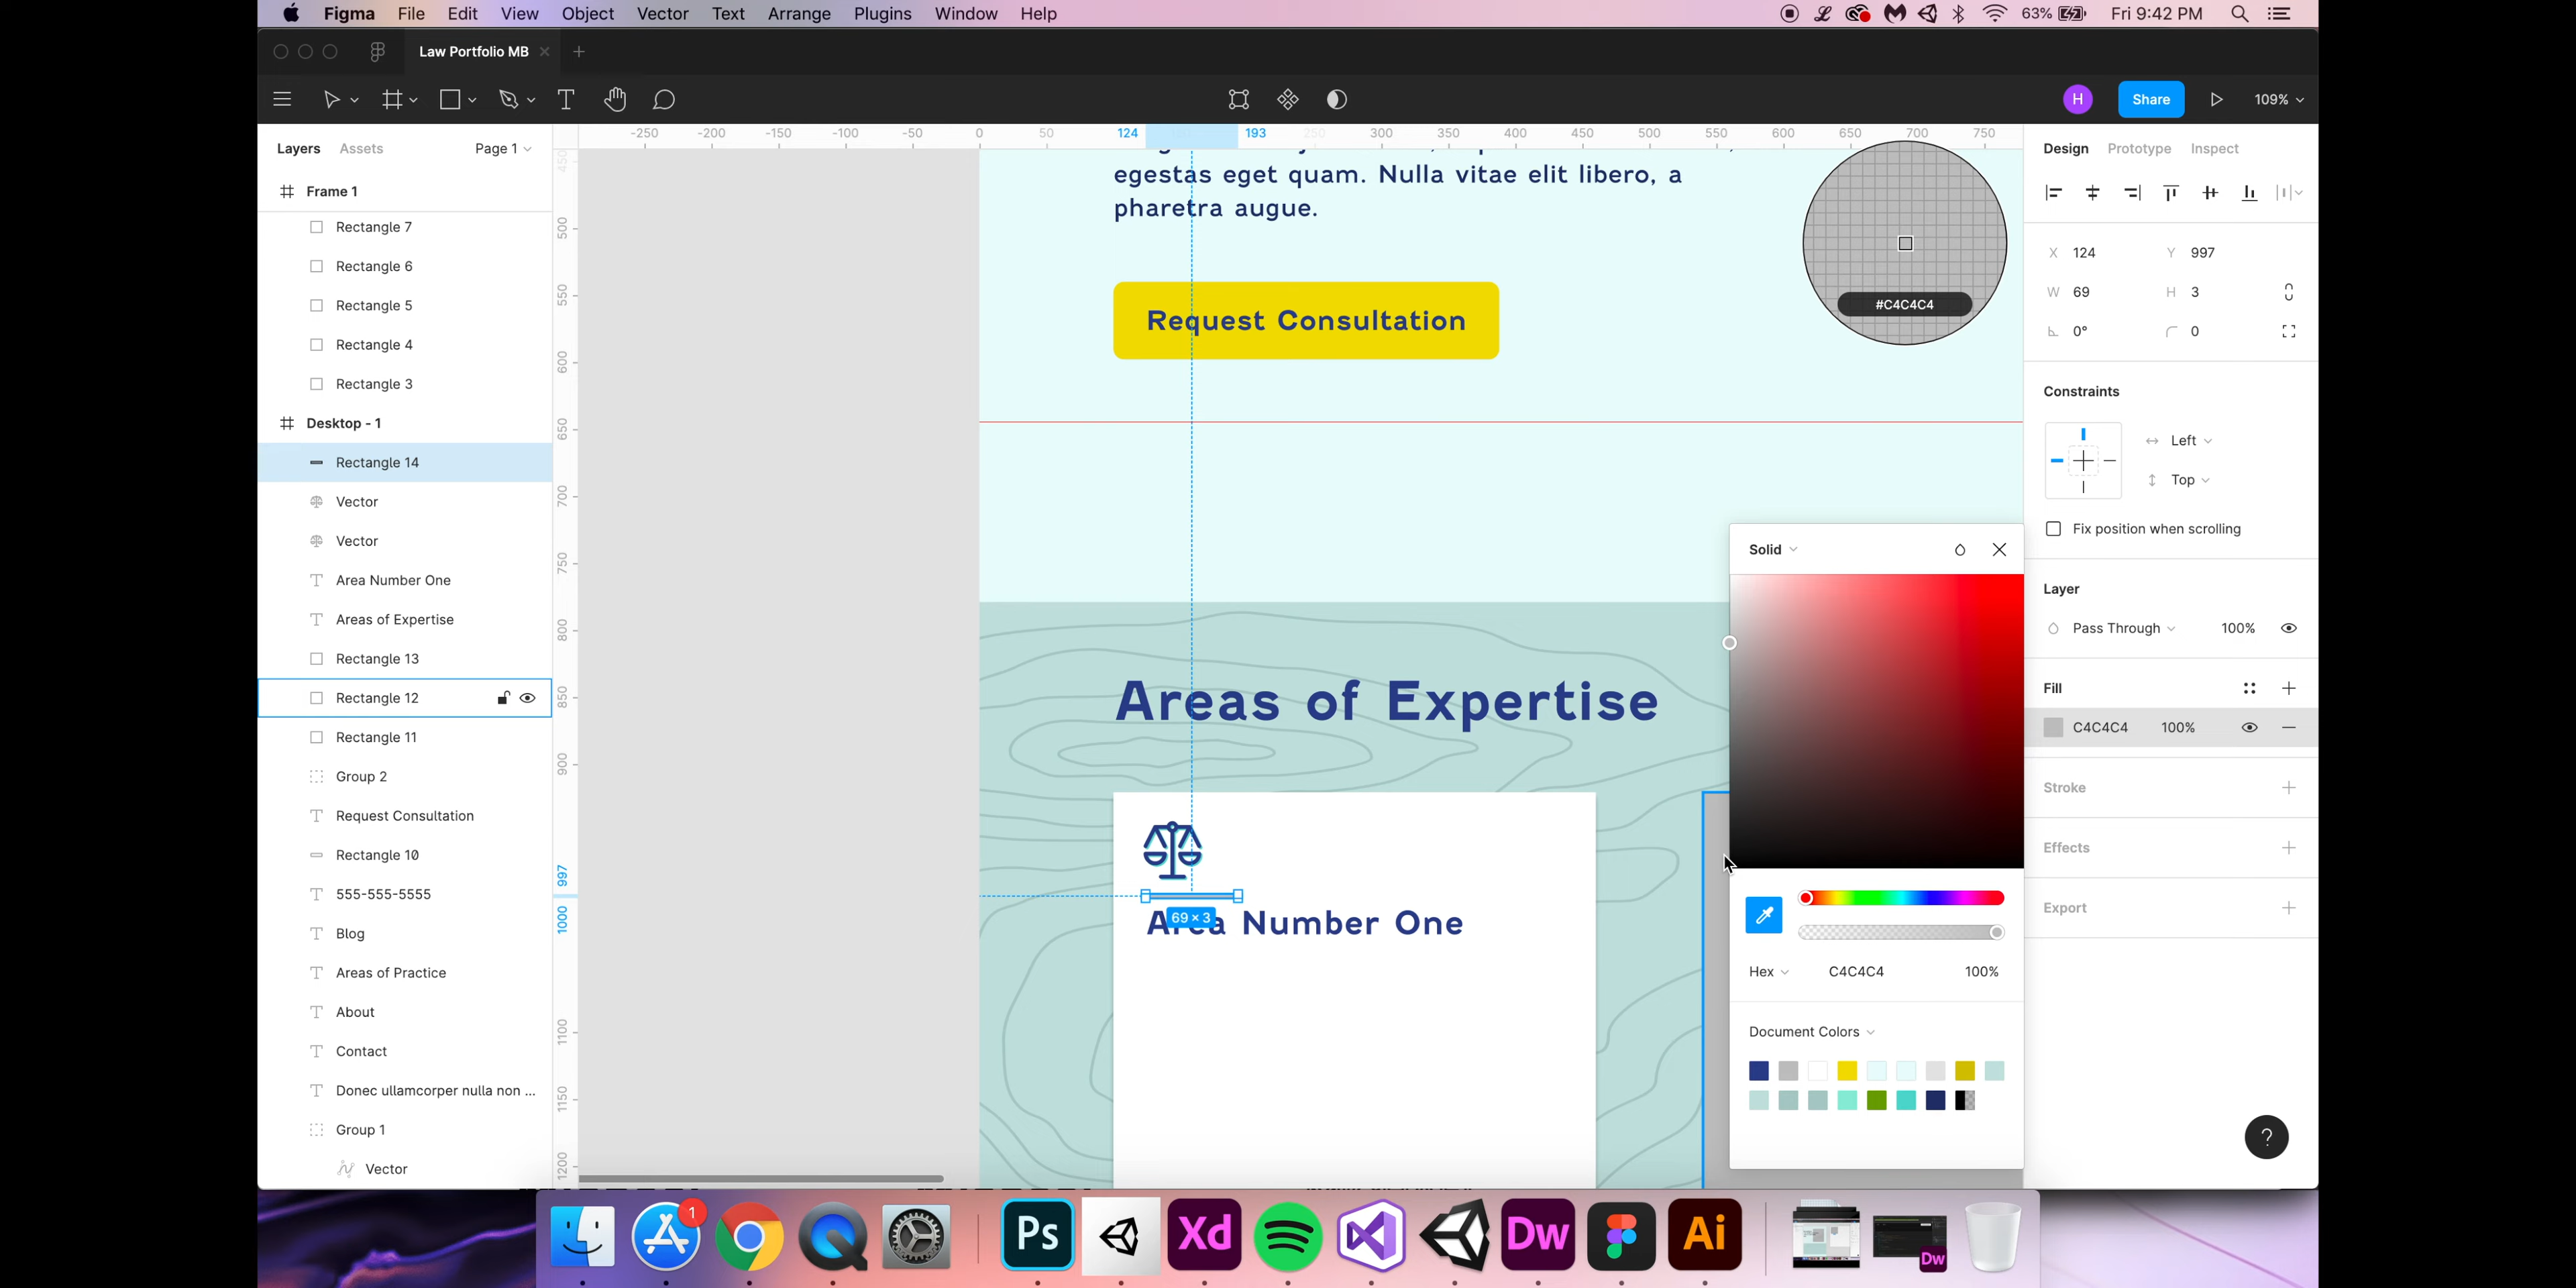 Figma File Edit View Object Vector Text Arrange Plugins Window Help
63% Fri 9:42 PM
Law Portfolio MB
H Share 109%
Layers Assets Page 1
Frame 1
Rectangle 7
Rectangle 6
Rectangle 5
Rectangle 4
Rectangle 3
Desktop - 1
Rectangle 14
Vector
Vector
Area Number One
Areas of Expertise
Rectangle 13
Rectangle 12
Rectangle 11
Group 2
Request Consultation
Rectangle 10
555-555-5555
Blog
Areas of Practice
About
Contact
Donec ullamcorper nulla non ...
Group 1
Vector
-250 -200 -150 -100 -50 0 50 124 193 250 300 350 400 450 500 550 600 650 700 750
450
500
550
600
650
700
750
800
850
900
997
1000
1100
1150
1200
egestas eget quam. Nulla vitae elit libero, a
pharetra augue.
Request Consultation
#C4C4C4
Areas of Expertise
69 × 3
Area Number One
Solid
Hex C4C4C4 100%
Document Colors
Design Prototype Inspect
X 124 Y 997
W 69 H 3
0° 0
Constraints
Left
Top
Fix position when scrolling
Layer
Pass Through 100%
Fill
C4C4C4 100%
Stroke
Effects
Export
?
1
Ps Xd Dw Ai
Dw